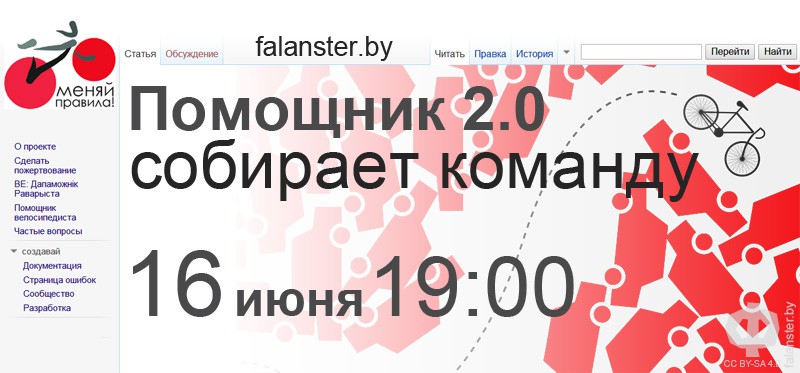 falanster.by
Статья Обсуждение Читать Правка История Перейти Найти
меняй
правила!
Помощник 2.0
собирает команду
16 июня 19:00
О проекте
Сделать
пожертвование
BE: Дапаможнік
Раварыста
Помощник
велосипедиста
Частые вопросы
создавай
Документация
Страница ошибок
Сообщество
Разработка
falanster.by
CC BY-SA 4.